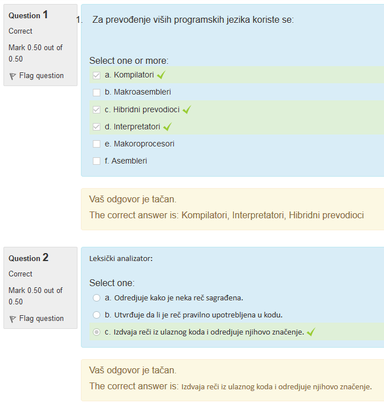 Question 1
Correct
Mark 0.50 out of
0.50
Flag question
1. Za prevođenje viših programskih jezika koriste se:
Select one or more:
a. Kompilatori
b. Makroasembleri
c. Hibridni prevodioci
d. Interpretatori
e. Makoroprocesori
f. Asembleri
Vaš odgovor je tačan.
The correct answer is: Kompilatori, Interpretatori, Hibridni prevodioci
Question 2
Correct
Mark 0.50 out of
0.50
Flag question
Leksički analizator:
Select one:
a. Odredjuje kako je neka reč sagrađena.
b. Utvrđuje da li je reč pravilno upotrebljena u kodu.
c. Izdvaja reči iz ulaznog koda i odredjuje njihovo značenje.
Vaš odgovor je tačan.
The correct answer is: Izdvaja reči iz ulaznog koda i odredjuje njihovo značenje.